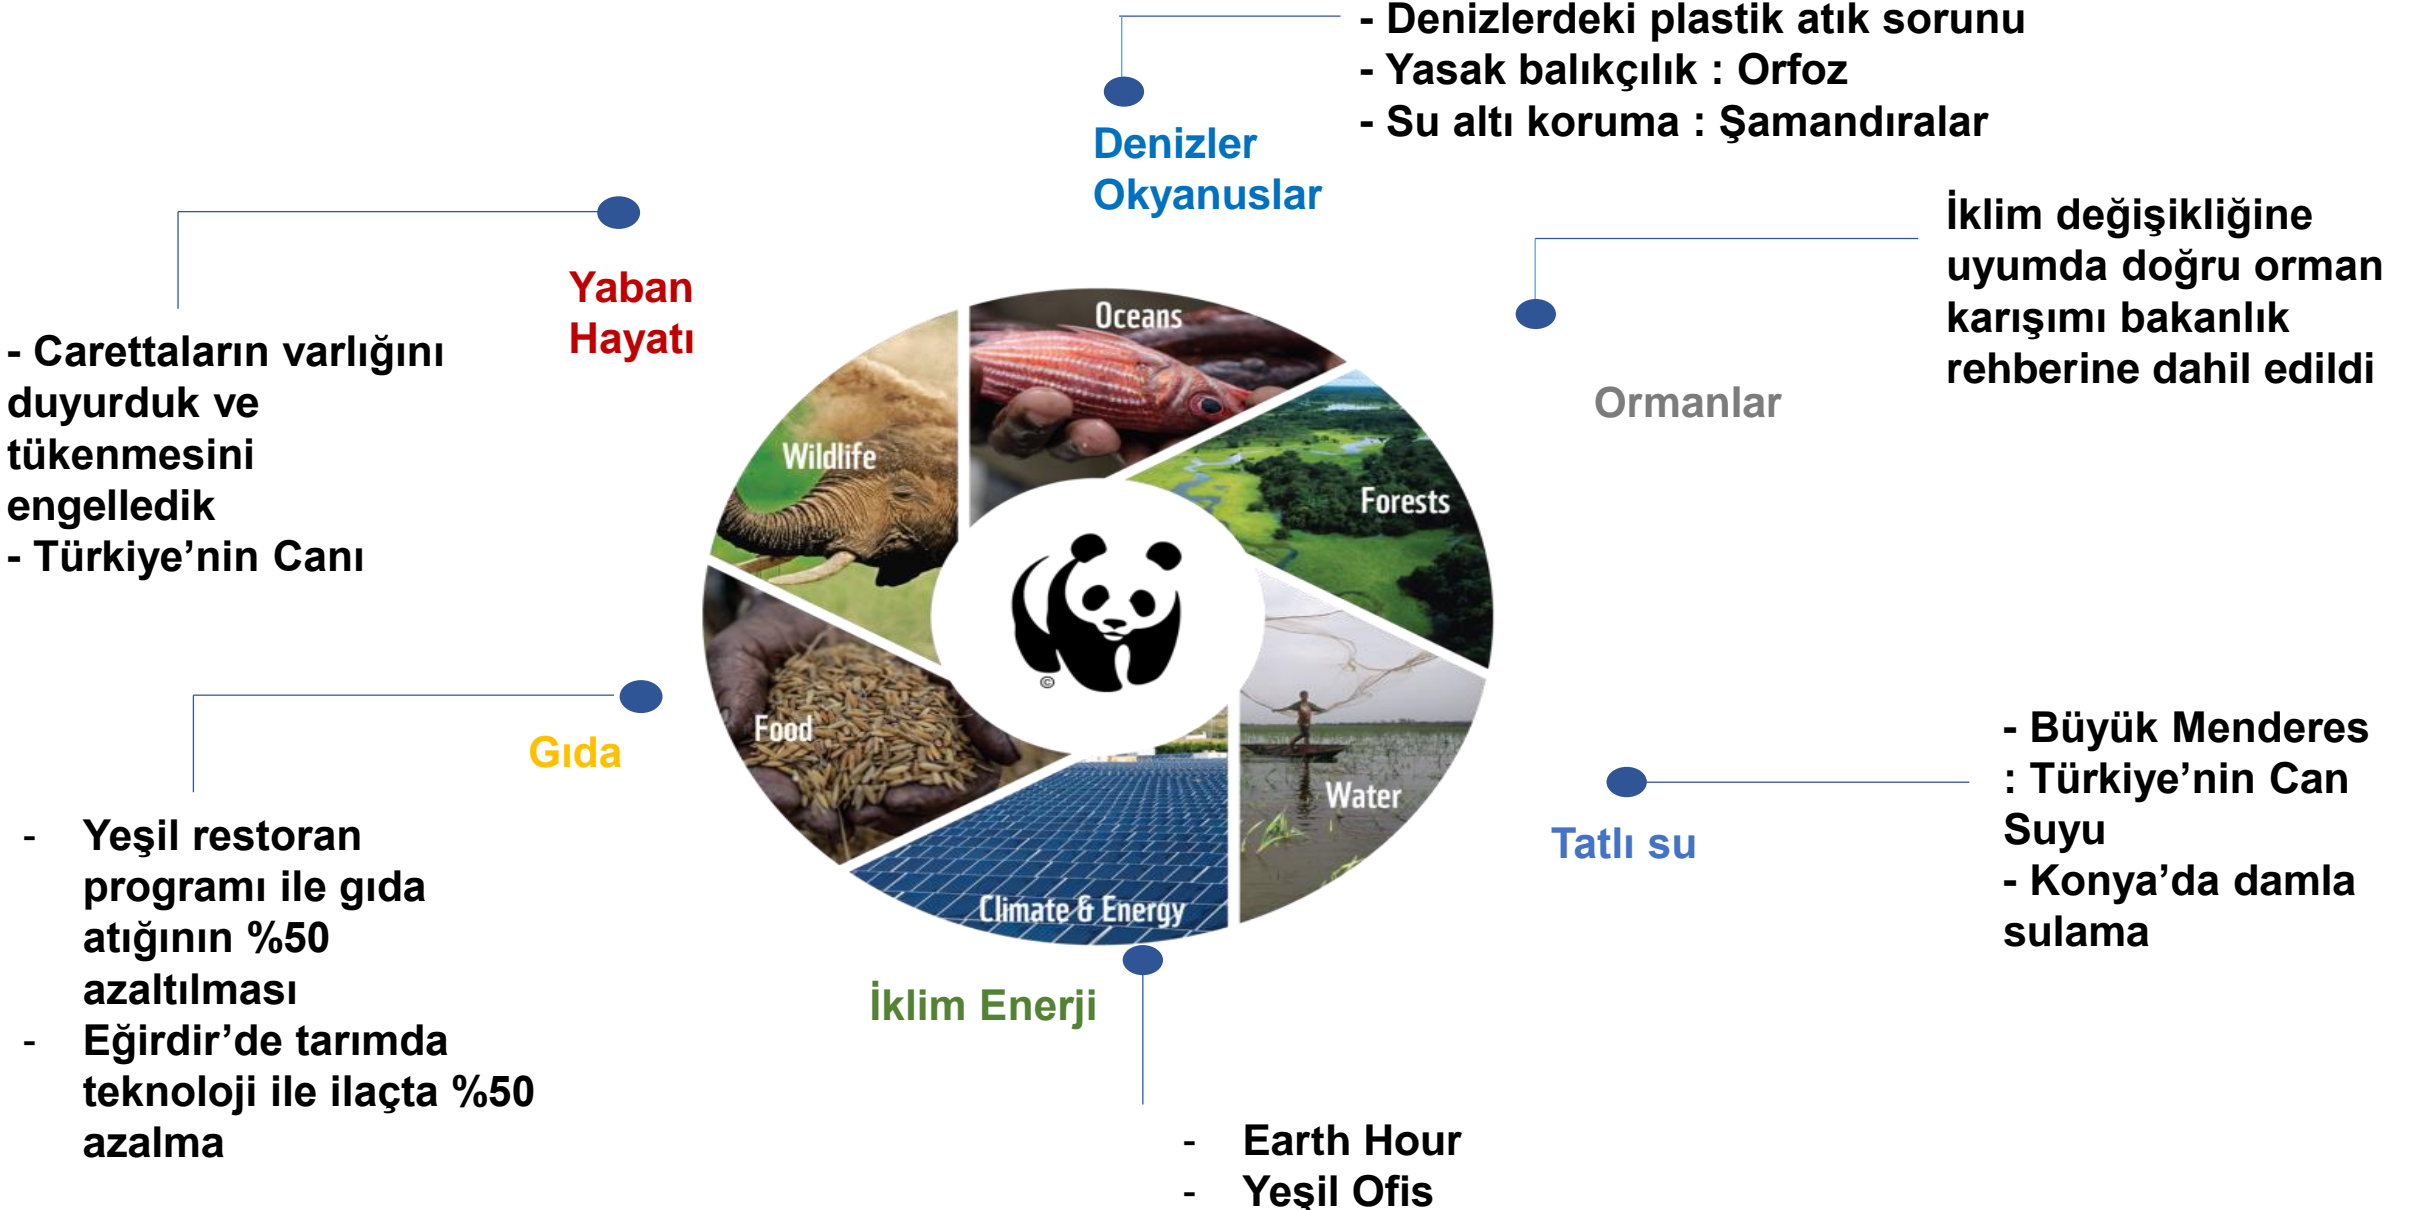 - Denizlerdeki plastik atık sorunu
- Yasak balıkçılık : Orfoz
- Su altı koruma : Şamandıralar
Denizler
Okyanuslar
İklim değişikliğine
uyumda doğru orman
karışımı bakanlık
rehberine dahil edildi
Ormanlar
Yaban
Hayatı
- Carettaların varlığını
duyurduk ve
tükenmesini
engelledik
- Türkiye’nin Canı
Oceans
Wildlife
Forests
Food
Water
Climate & Energy
©
Gıda
- Yeşil restoran
programı ile gıda
atığının %50
azaltılması
- Eğirdir’de tarımda
teknoloji ile ilaçta %50
azalma
Tatlı su
- Büyük Menderes
: Türkiye’nin Can
Suyu
- Konya’da damla
sulama
İklim Enerji
- Earth Hour
- Yeşil Ofis